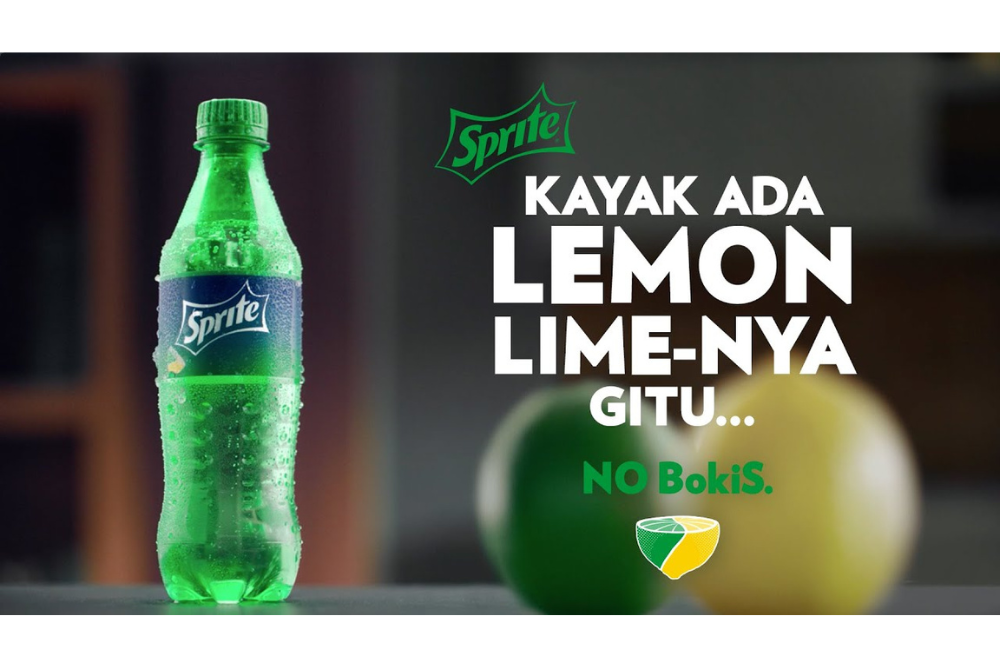 Sprite
Sprite
KAYAK ADA
LEMON
LIME-NYA
GITU...
NO BokiS.